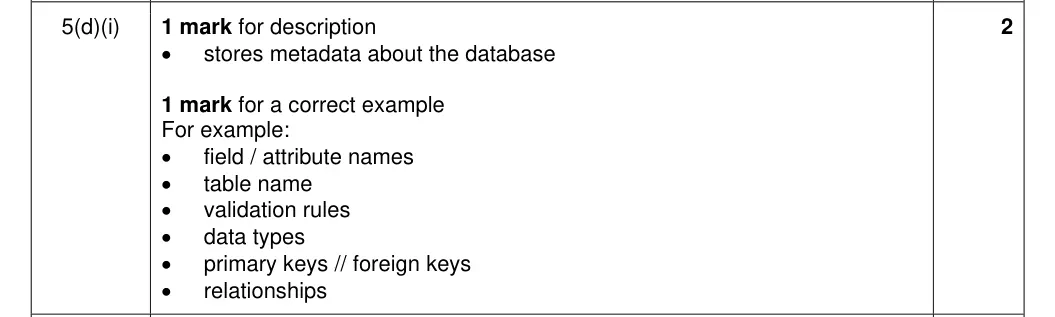 5(d)(i) 1 mark for description 2
• stores metadata about the database
1 mark for a correct example
For example:
• field / attribute names
• table name
• validation rules
• data types
• primary keys // foreign keys
• relationships